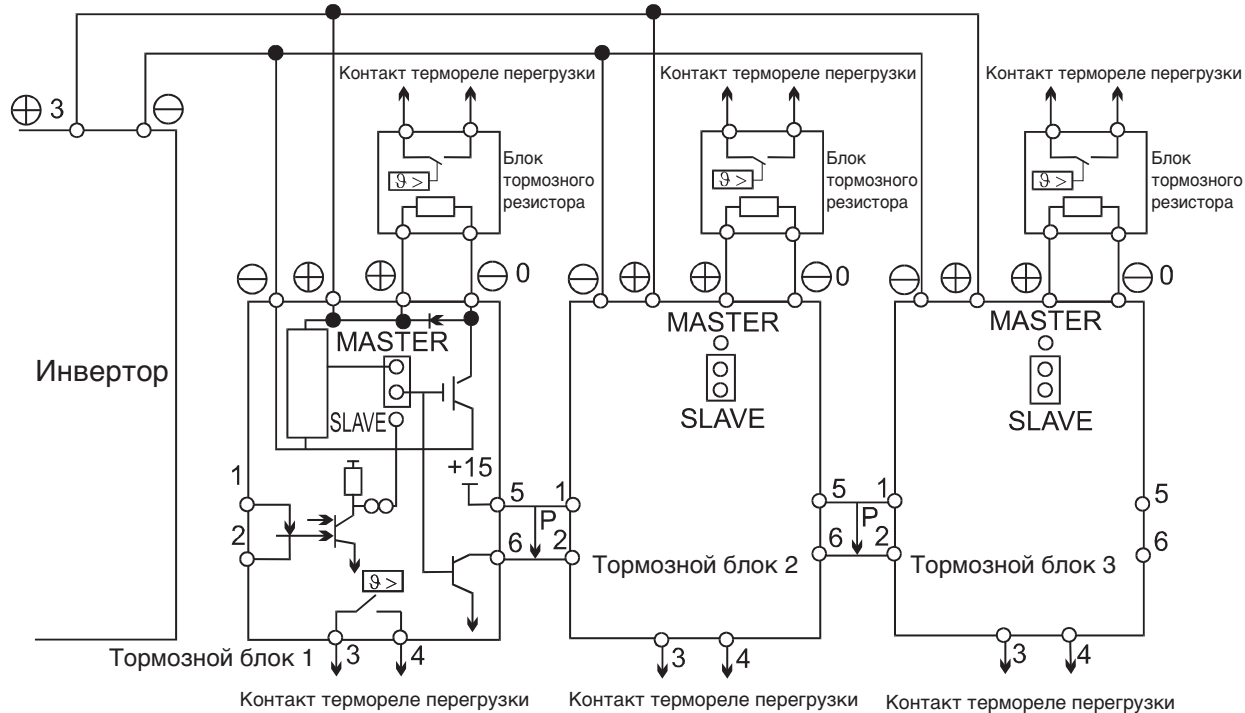 Контакт термореле перегрузки
Контакт термореле перегрузки
Контакт термореле перегрузки
⊕ 3 ⊖
Блок
тормозного
резистора
Блок
тормозного
резистора
Блок
тормозного
резистора
ϑ >
ϑ >
ϑ >
⊖ ⊕ ⊕ ⊖ 0
⊖ ⊕ ⊕ ⊖ 0
⊖ ⊕ ⊕ ⊖ 0
Инвертор
MASTER
SLAVE
MASTER
SLAVE
MASTER
SLAVE
+15
1
2
5
6
P
1
2
5
6
P
1
2
5
6
ϑ >
Тормозной блок 2
Тормозной блок 3
Тормозной блок 1
3 4
3 4
3 4
Контакт термореле перегрузки
Контакт термореле перегрузки
Контакт термореле перегрузки